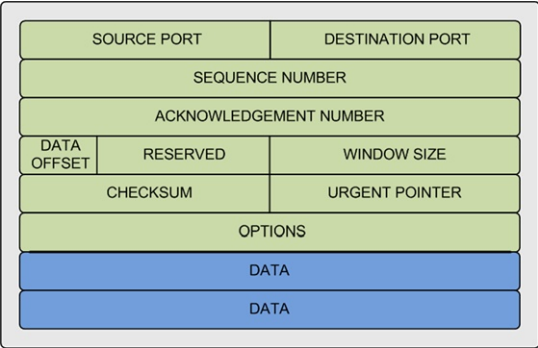 SOURCE PORT
DESTINATION PORT
SEQUENCE NUMBER
ACKNOWLEDGEMENT NUMBER
DATA
OFFSET
RESERVED
WINDOW SIZE
CHECKSUM
URGENT POINTER
OPTIONS
DATA
DATA